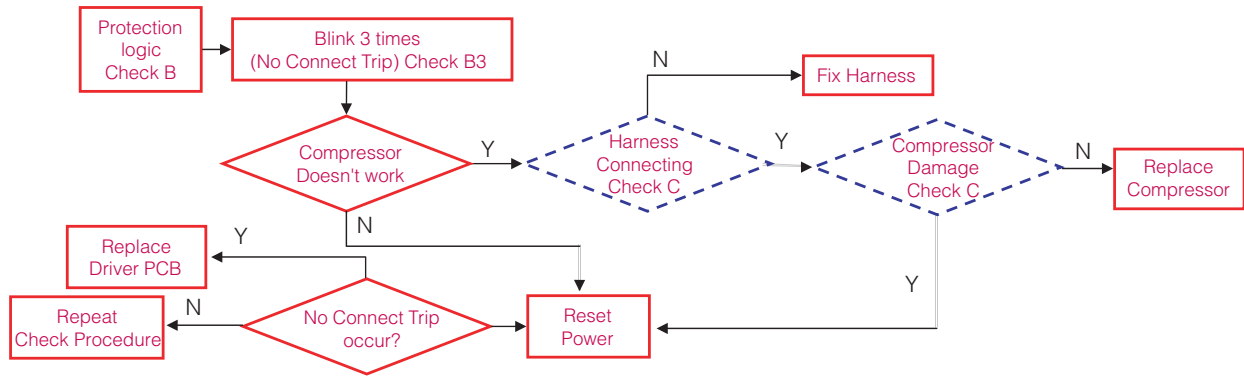 Protection
logic
Check B
Blink 3 times
(No Connect Trip) Check B3
N
Fix Harness
Compressor
Doesn't work
Y
Harness
Connecting
Check C
Y
Compressor
Damage
Check C
N
Replace
Compressor
N
Replace
Driver PCB
Y
Y
Repeat
Check Procedure
N
No Connect Trip
occur?
Reset
Power